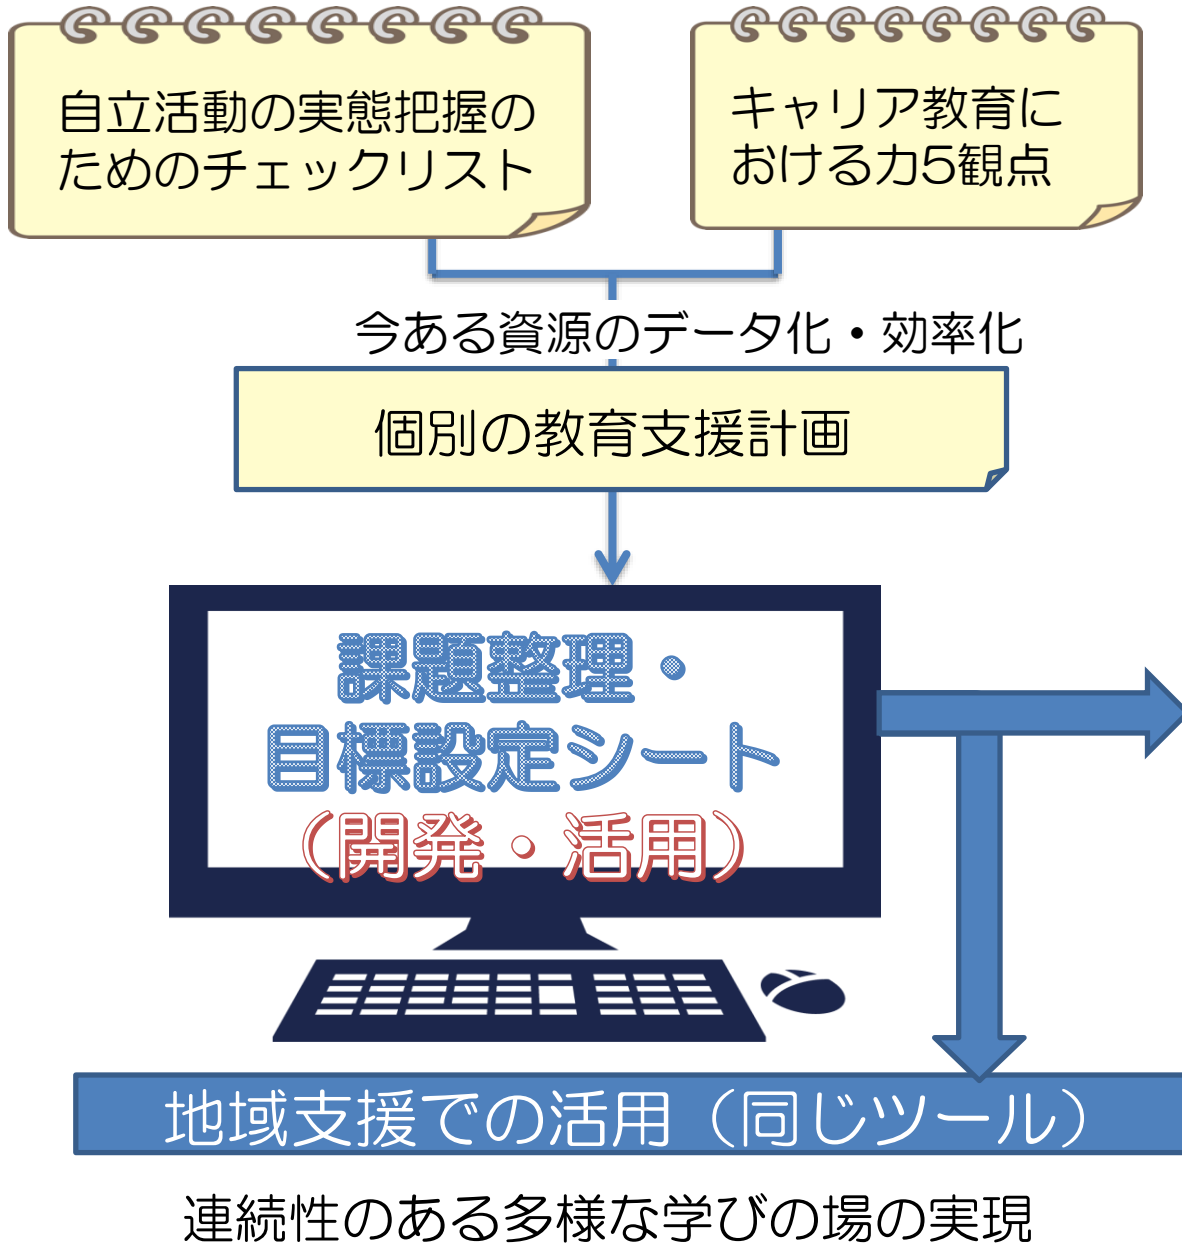 自立活動の実態把握の
ためのチェックリスト
キャリア教育に
おける力5観点
今ある資源のデータ化・効率化
個別の教育支援計画
課題整理・
目標設定シート
（開発・活用）
地域支援での活用（同じツール）
連続性のある多様な学びの場の実現